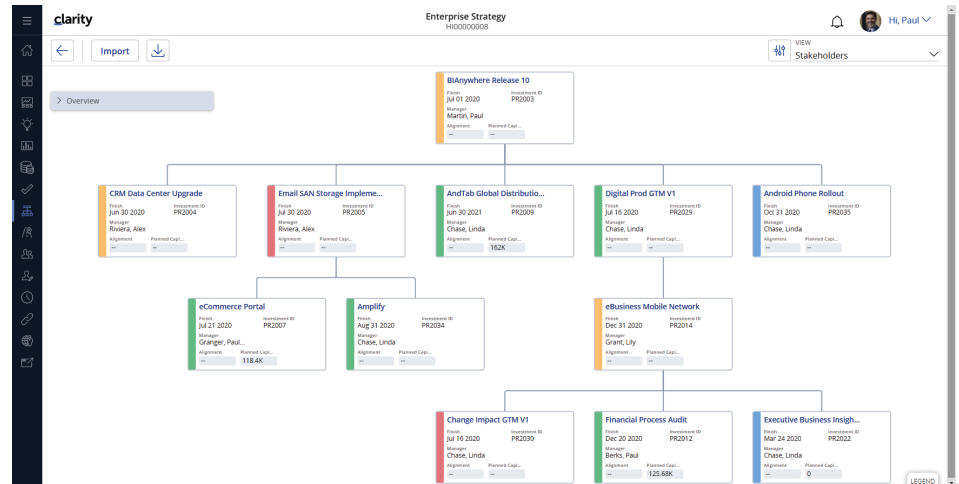 clarity
Enterprise Strategy
HI00000008
Hi, Paul
Import
VIEW
Stakeholders
Overview
BIAnywhere Release 10
Finish Investment ID
Jul 01 2020 PR2003
Manager
Martin, Paul
Alignment Planned Capi...
-- --
CRM Data Center Upgrade
Finish Investment ID
Jun 30 2020 PR2004
Manager
Riviera, Alex
Alignment Planned Capi...
-- --
Email SAN Storage Impleme...
Finish Investment ID
Jul 30 2020 PR2005
Manager
Riviera, Alex
Alignment Planned Capi...
-- --
AndTab Global Distributio...
Finish Investment ID
Jun 30 2021 PR2009
Manager
Chase, Linda
Alignment Planned Capi...
-- 162K
Digital Prod GTM V1
Finish Investment ID
Jul 16 2020 PR2029
Manager
Chase, Linda
Alignment Planned Capi...
-- --
Android Phone Rollout
Finish Investment ID
Oct 31 2020 PR2035
Manager
Chase, Linda
Alignment Planned Capi...
-- --
eCommerce Portal
Finish Investment ID
Jul 21 2020 PR2007
Manager
Granger, Paul...
Alignment Planned Capi...
-- 118.4K
Amplify
Finish Investment ID
Aug 31 2020 PR2034
Manager
Chase, Linda
Alignment Planned Capi...
-- --
eBusiness Mobile Network
Finish Investment ID
Dec 31 2020 PR2014
Manager
Grant, Lily
Alignment Planned Capi...
-- --
Change Impact GTM V1
Finish Investment ID
Jul 16 2020 PR2030
Manager
Chase, Linda
Alignment Planned Capi...
-- --
Financial Process Audit
Finish Investment ID
Dec 20 2020 PR2012
Manager
Berks, Paul
Alignment Planned Capi...
-- 125.68K
Executive Business Insigh...
Finish Investment ID
Mar 24 2020 PR2022
Manager
Chase, Linda
Alignment Planned Capi...
-- 0
LEGEND